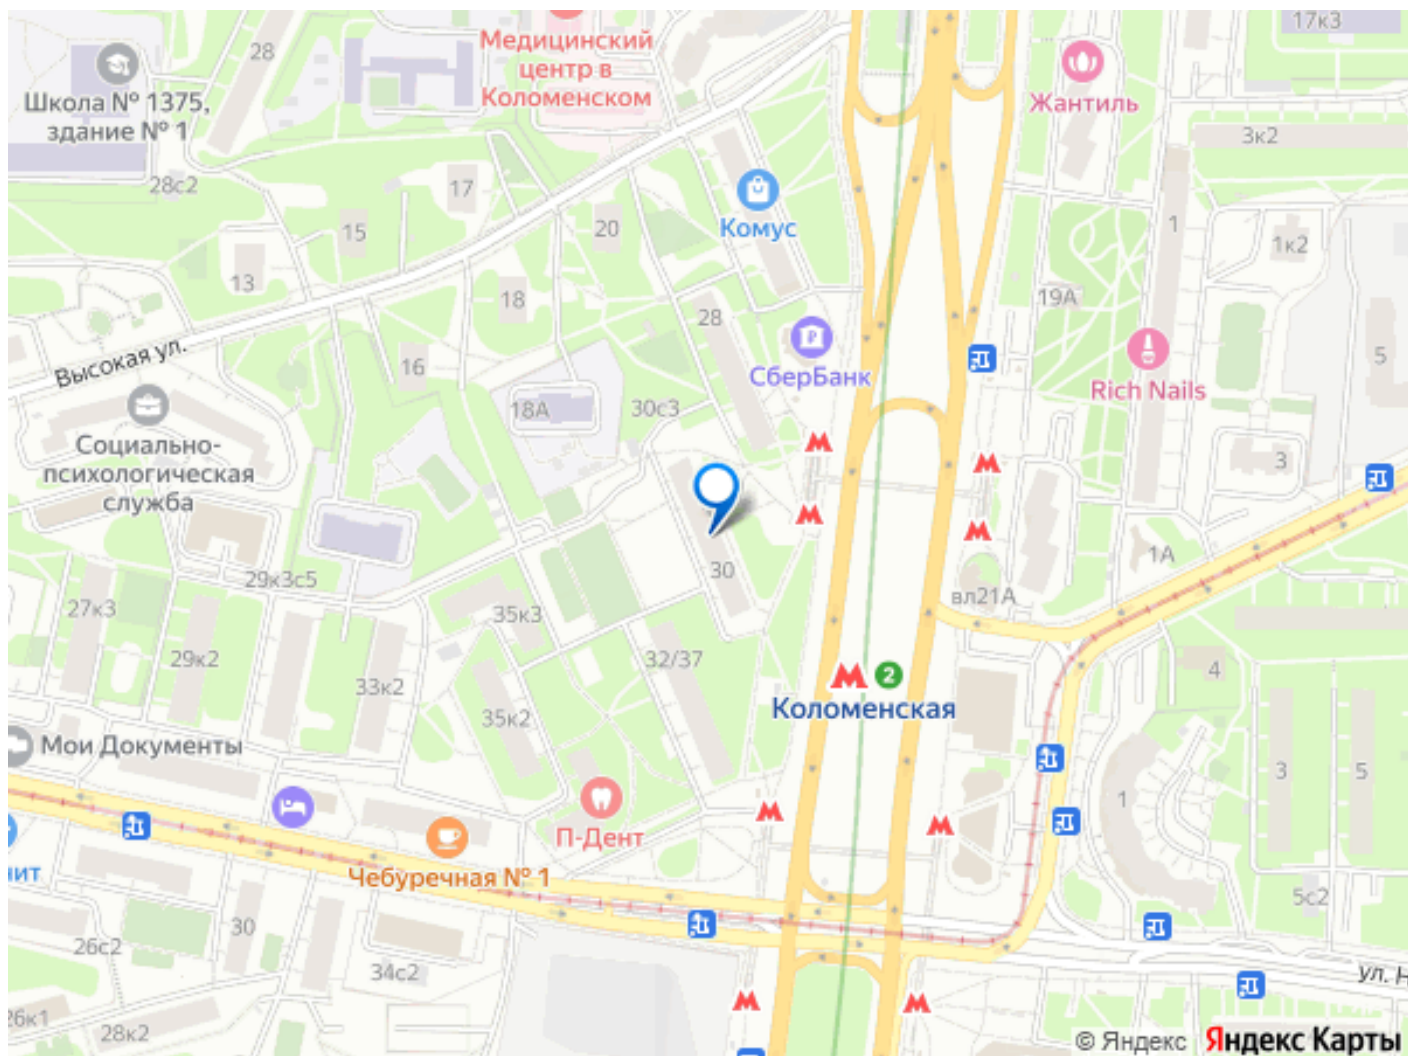 17к3
28
Медицинский
центр в
Коломенском
Школа № 1375,
здание № 1
Жантиль
3к2
28с2
17
20
Комус
1
15
1к2
13
18
19А
28
5
Высокая ул.
16
СберБанк
Rich Nails
18А
30с3
Социально-
психологическая
служба
3
1А
29к3с5
30
вл21А
27к3
35к3
29к2
32/37
4
33к2
2
Коломенская
35к2
Мои Документы
3
5
1
П-Дент
нит
Чебуречная № 1
5с2
30
26с2
34с2
ул. Н
26к1
28к2
© Яндекс Яндекс Карты